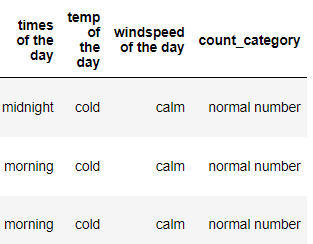 times of the day temp of the day windspeed of the day count_category
midnight cold calm normal number
morning cold calm normal number
morning cold calm normal number